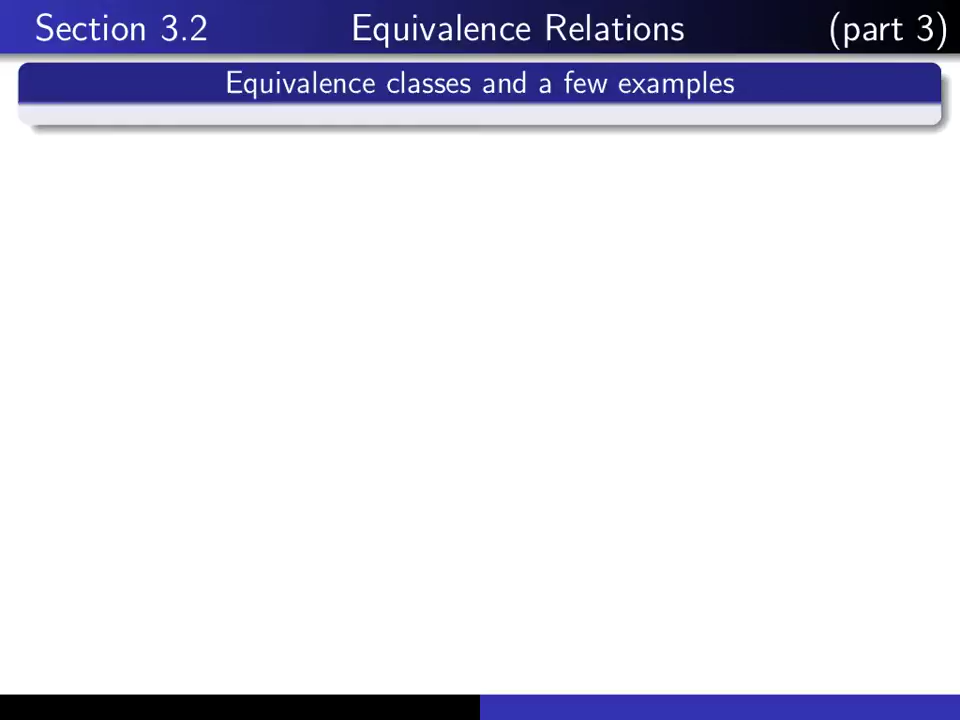 Section 3.2 Equivalence Relations (part 3)
Equivalence classes and a few examples